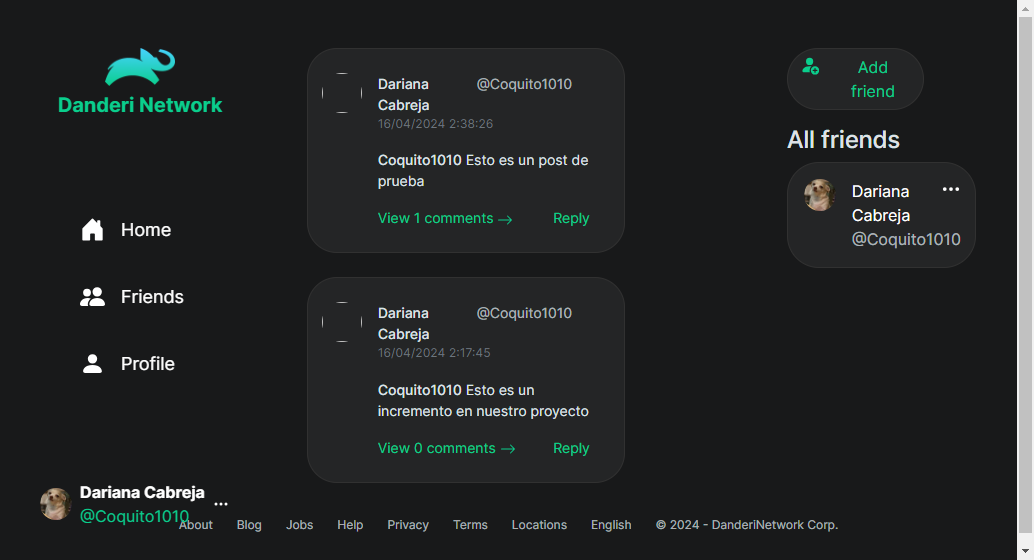 Danderi Network
Home
Friends
Profile
Dariana Cabreja
@Coquito1010
Dariana @Coquito1010
Cabreja
16/04/2024 2:38:26
Coquito1010 Esto es un post de
prueba
View 1 comments → Reply
Dariana @Coquito1010
Cabreja
16/04/2024 2:17:45
Coquito1010 Esto es un
incremento en nuestro proyecto
View 0 comments → Reply
Add
friend
All friends
Dariana
Cabreja
@Coquito1010
About Blog Jobs Help Privacy Terms Locations English © 2024 - DanderiNetwork Corp.